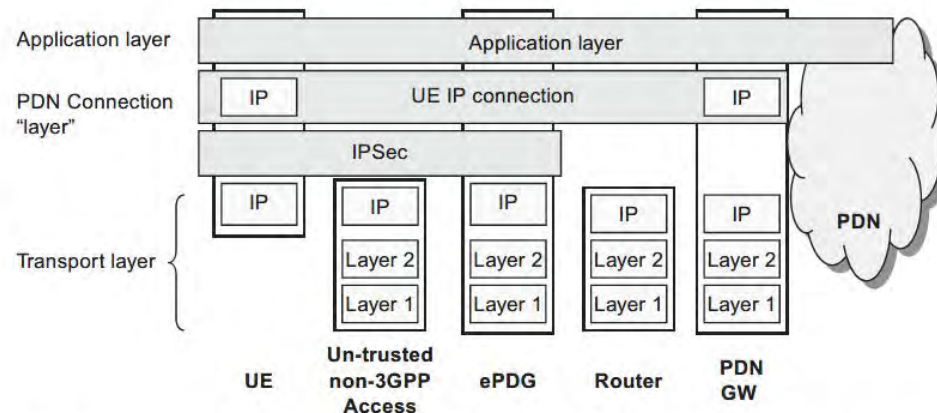 Application layer
Application layer
PDN Connection
“layer”
IP
UE IP connection
IP
IPSec
Transport layer
IP
IP
IP
IP
IP
Layer 2
Layer 2
Layer 2
Layer 2
Layer 1
Layer 1
Layer 1
Layer 1
PDN
UE
Un-trusted
non-3GPP
Access
ePDG
Router
PDN
GW